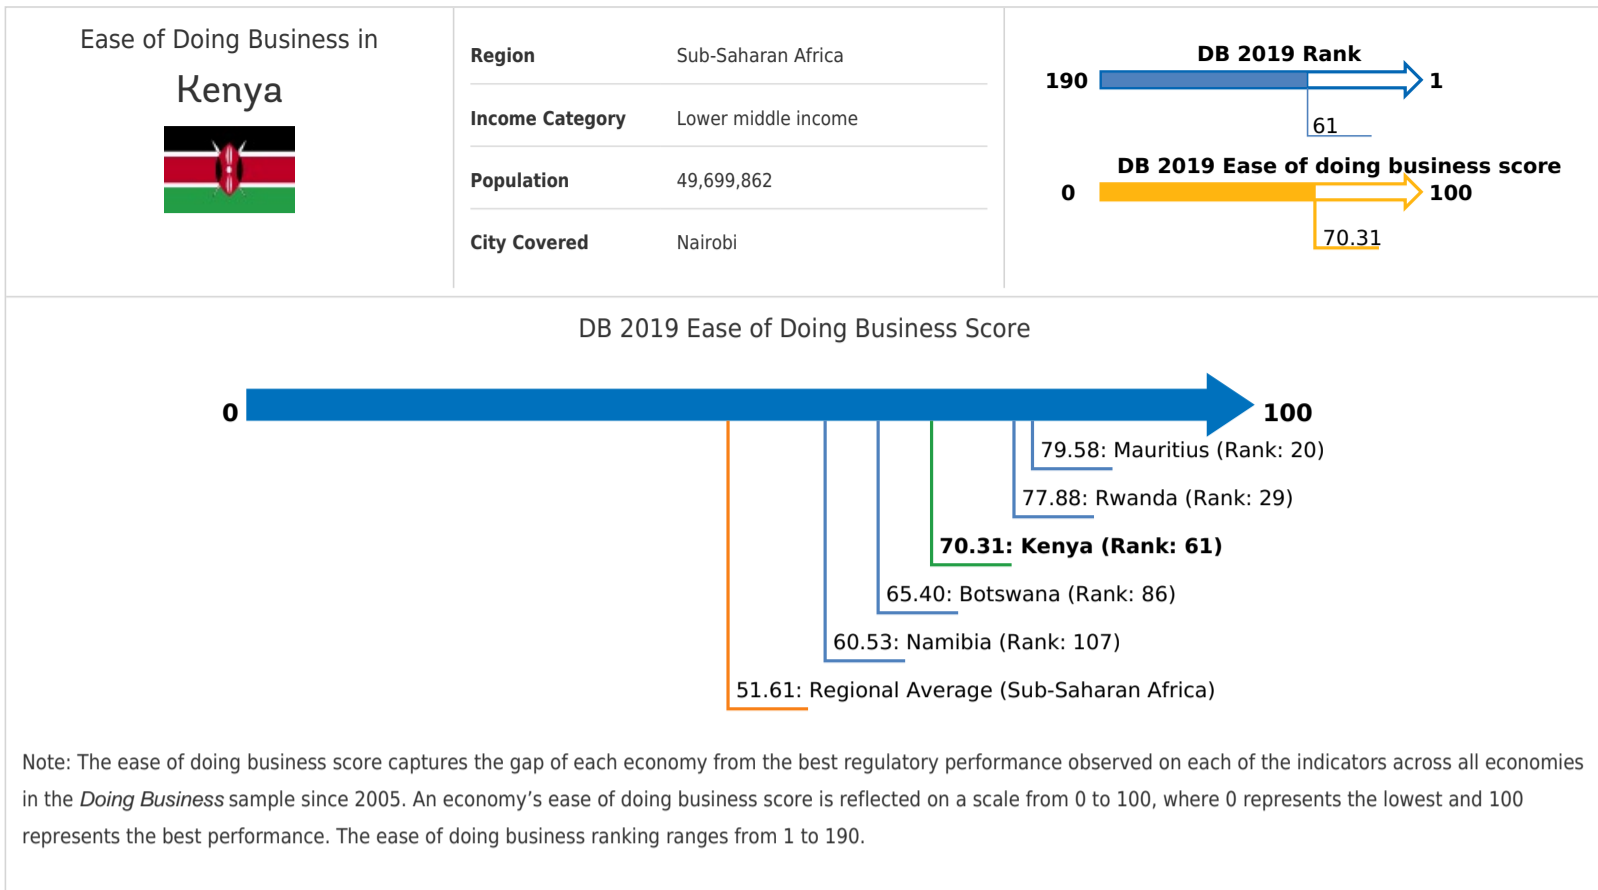 Ease of Doing Business in
Kenya
Region Sub-Saharan Africa
Income Category Lower middle income
Population 49,699,862
City Covered Nairobi
DB 2019 Rank
190 1
61
DB 2019 Ease of doing business score
0 100
70.31
DB 2019 Ease of Doing Business Score
0 100
79.58: Mauritius (Rank: 20)
77.88: Rwanda (Rank: 29)
70.31: Kenya (Rank: 61)
65.40: Botswana (Rank: 86)
60.53: Namibia (Rank: 107)
51.61: Regional Average (Sub-Saharan Africa)
Note: The ease of doing business score captures the gap of each economy from the best regulatory performance observed on each of the indicators across all economies
in the Doing Business sample since 2005. An economy’s ease of doing business score is reflected on a scale from 0 to 100, where 0 represents the lowest and 100
represents the best performance. The ease of doing business ranking ranges from 1 to 190.